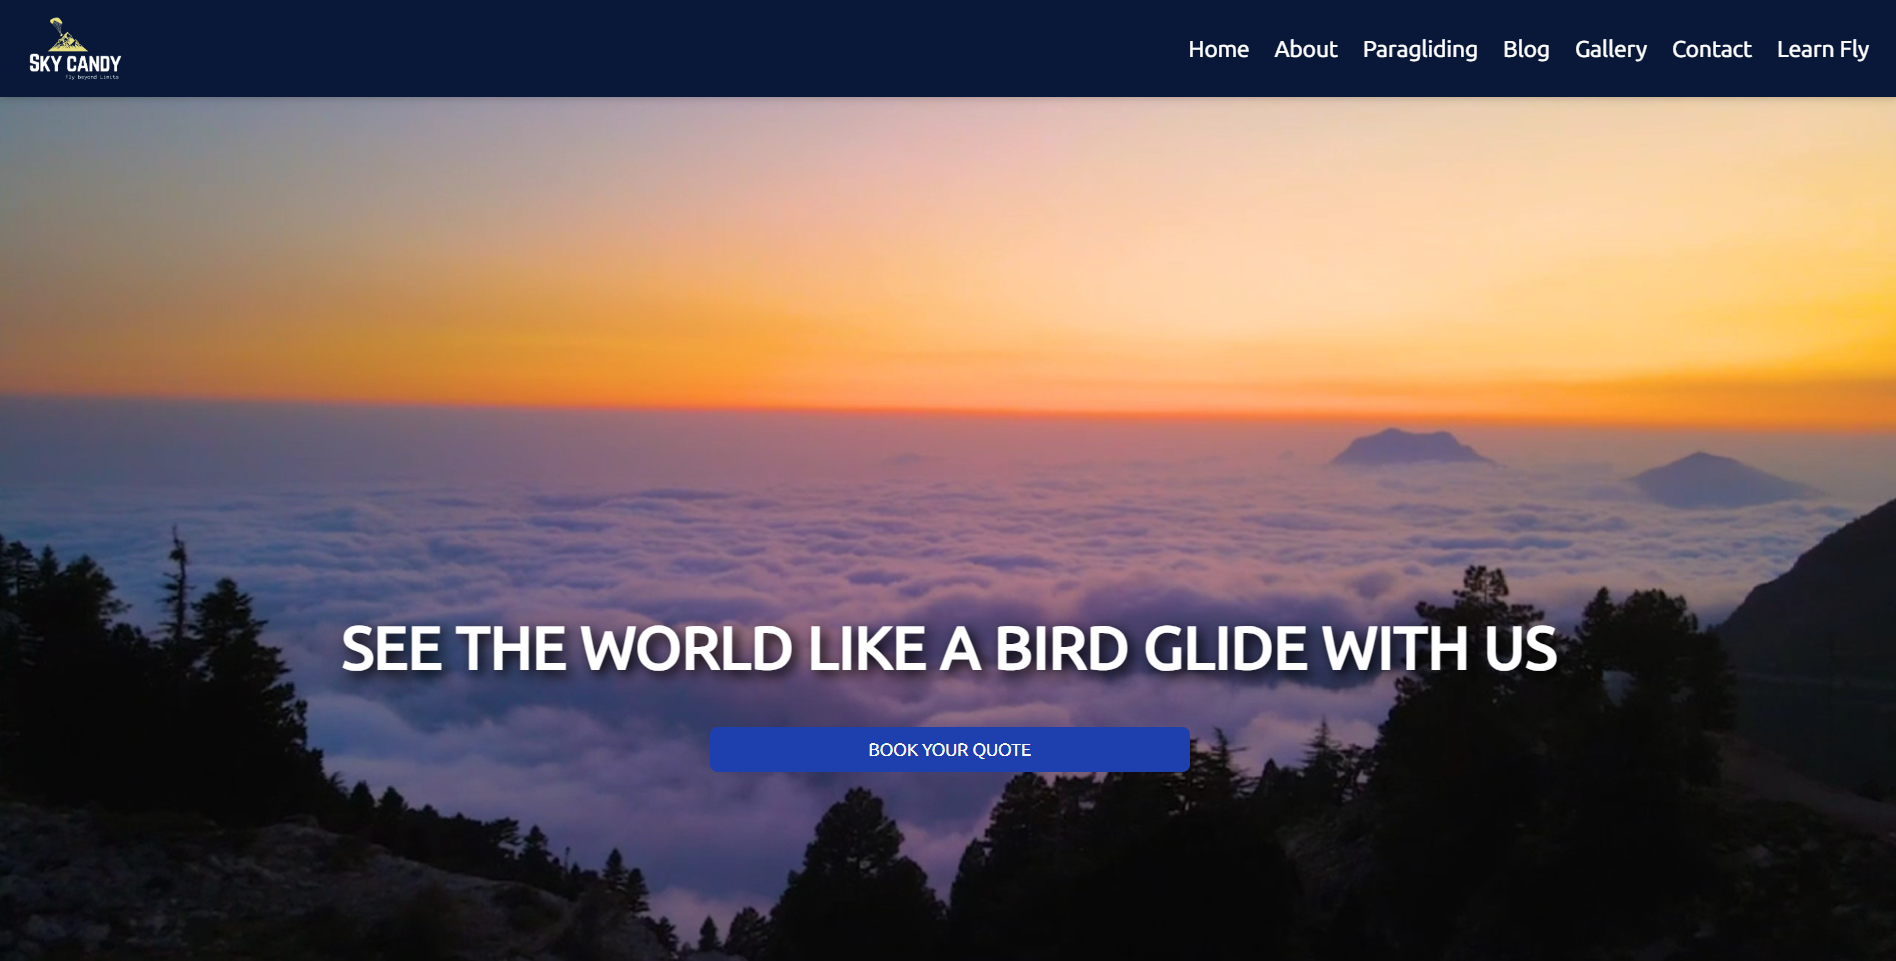 SKY CANDY
Fly beyond Limits
Home About Paragliding Blog Gallery Contact Learn Fly
SEE THE WORLD LIKE A BIRD GLIDE WITH US
BOOK YOUR QUOTE